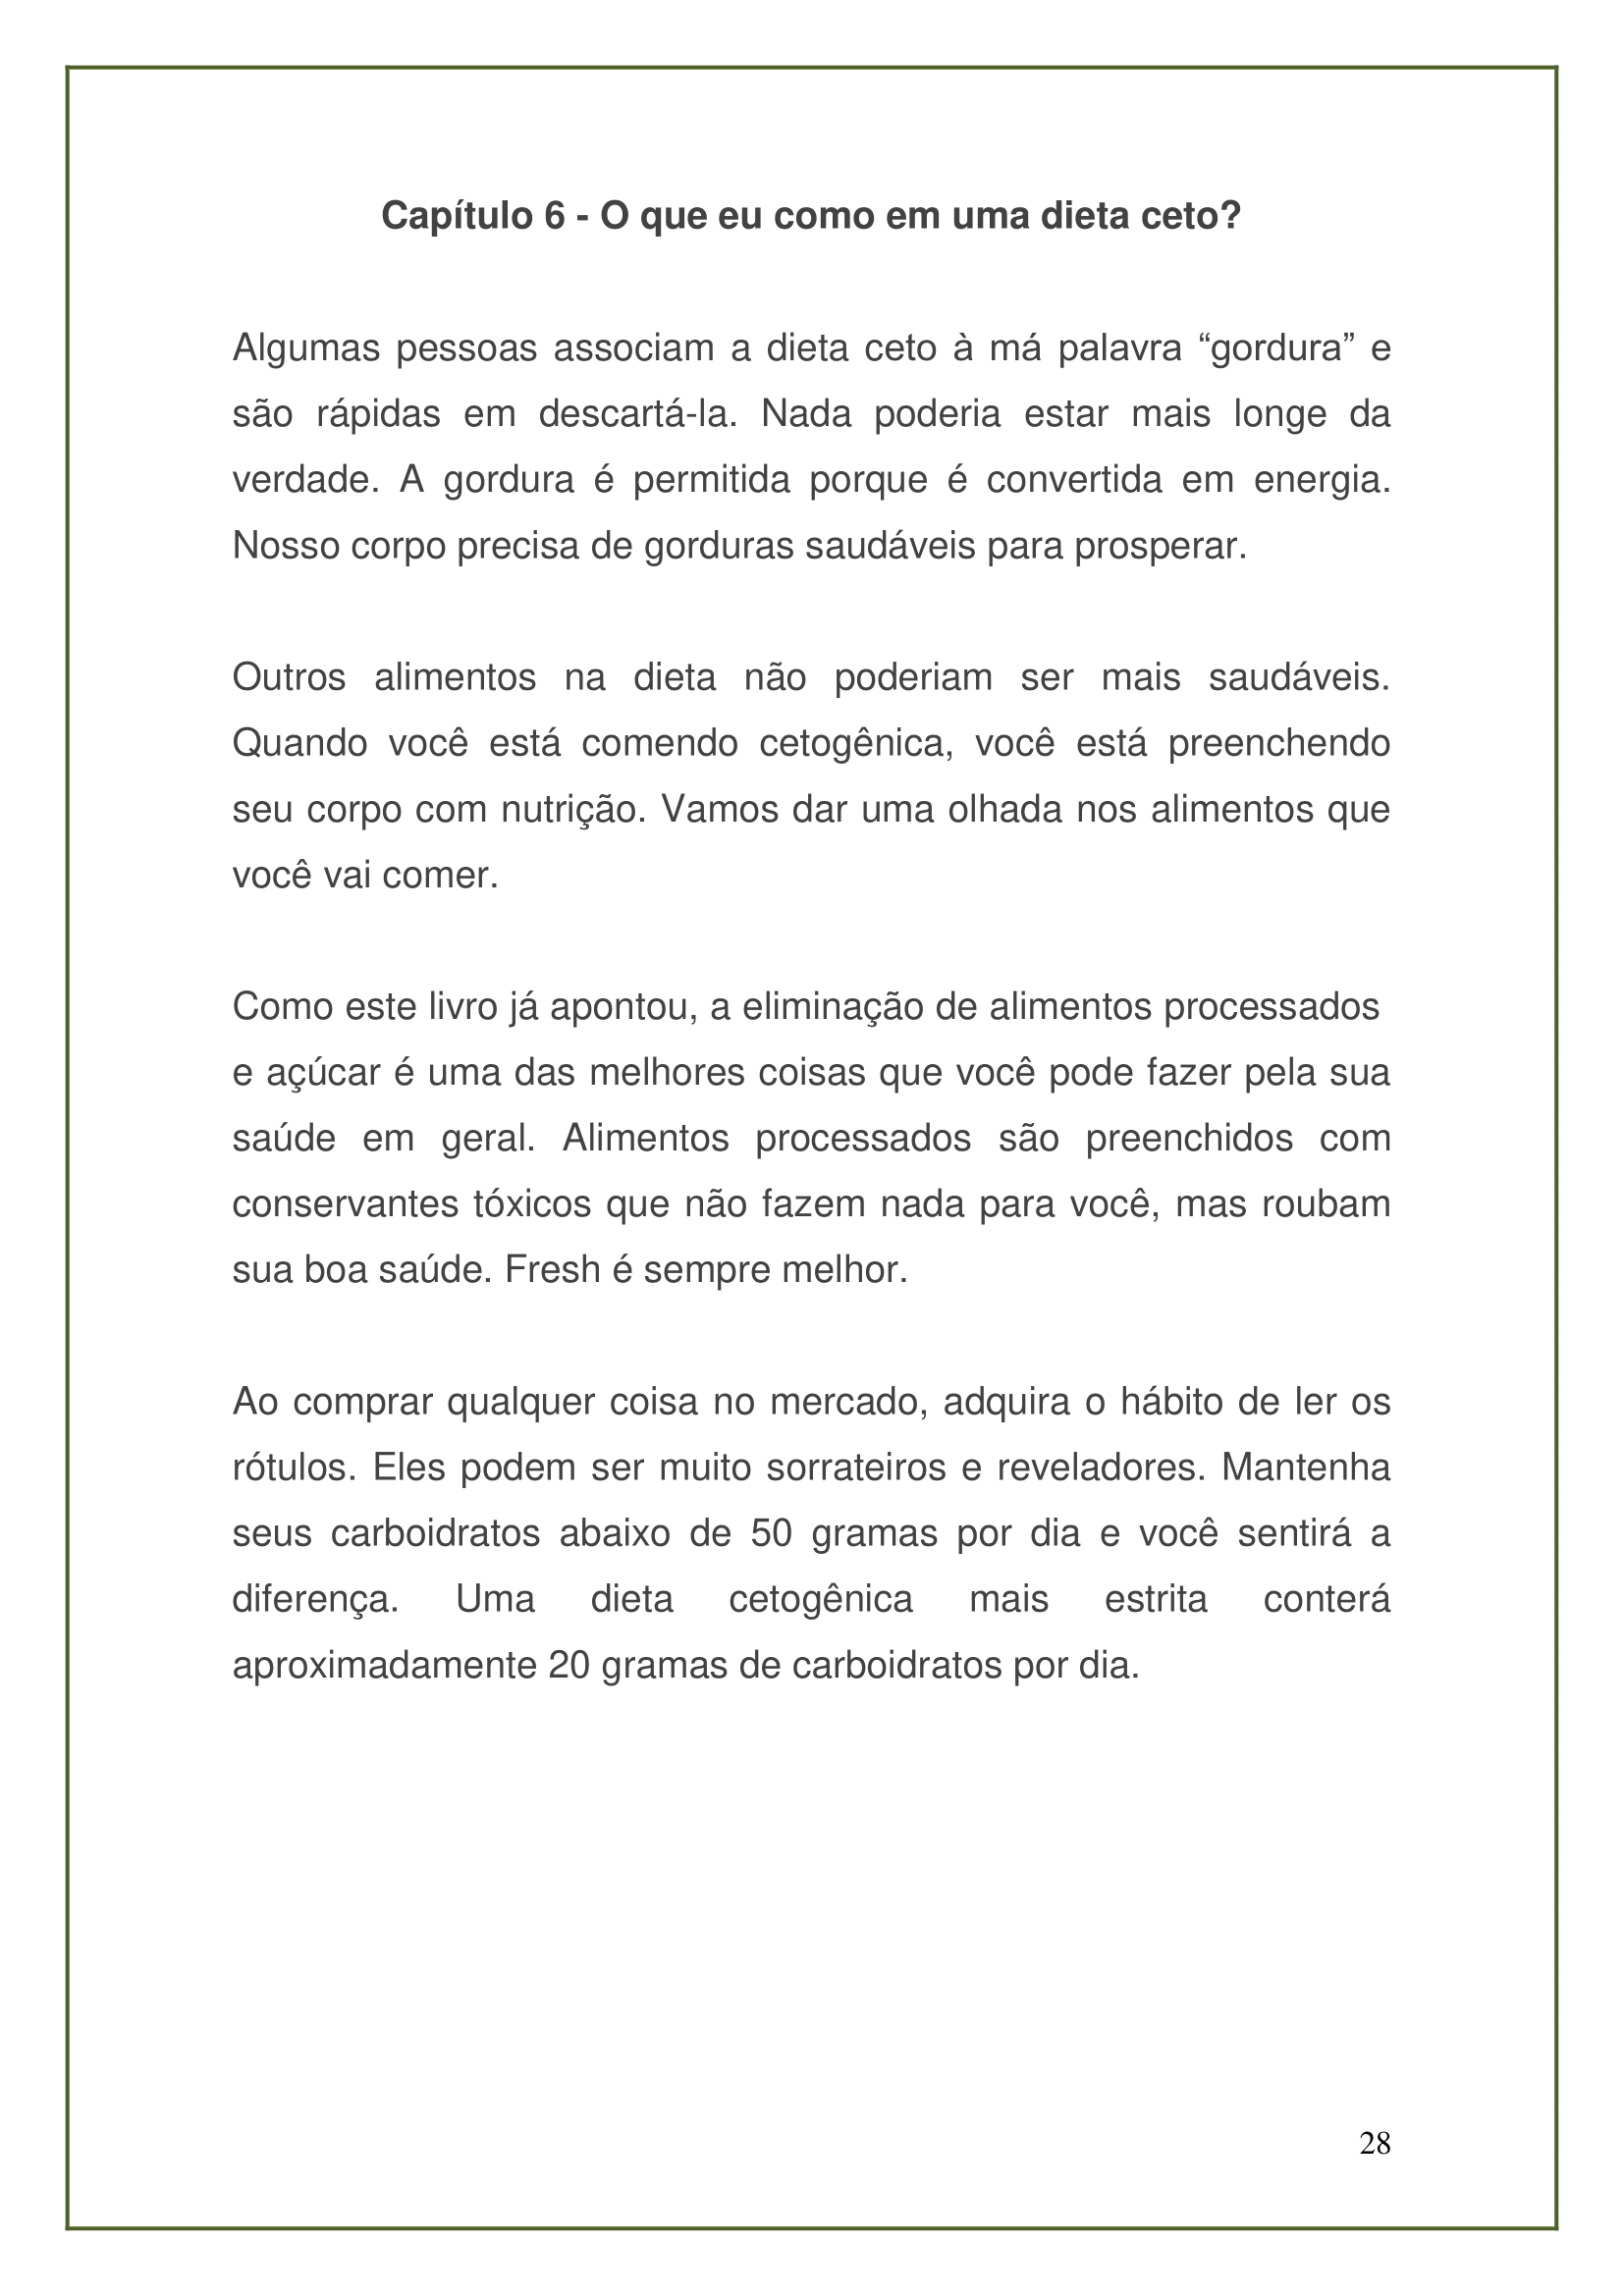 Capítulo 6 - O que eu como em uma dieta ceto?
Algumas pessoas associam a dieta ceto à má palavra “gordura” e
são rápidas em descartá-la. Nada poderia estar mais longe da
verdade. A gordura é permitida porque é convertida em energia.
Nosso corpo precisa de gorduras saudáveis para prosperar.
Outros alimentos na dieta não poderiam ser mais saudáveis.
Quando você está comendo cetogênica, você está preenchendo
seu corpo com nutrição. Vamos dar uma olhada nos alimentos que
você vai comer.
Como este livro já apontou, a eliminação de alimentos processados
e açúcar é uma das melhores coisas que você pode fazer pela sua
saúde em geral. Alimentos processados são preenchidos com
conservantes tóxicos que não fazem nada para você, mas roubam
sua boa saúde. Fresh é sempre melhor.
Ao comprar qualquer coisa no mercado, adquira o hábito de ler os
rótulos. Eles podem ser muito sorrateiros e reveladores. Mantenha
seus carboidratos abaixo de 50 gramas por dia e você sentirá a
diferença. Uma dieta cetogênica mais estrita conterá
aproximadamente 20 gramas de carboidratos por dia.
28